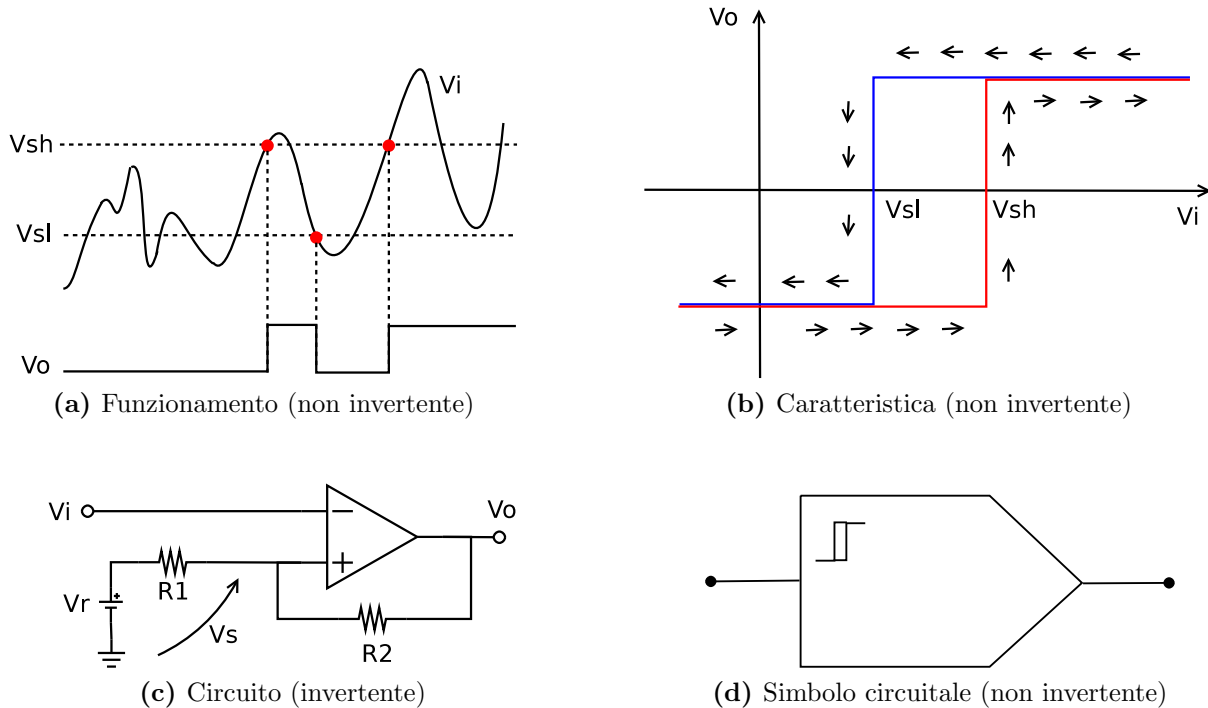 Vi
Vsh
Vsl
Vo
(a) Funzionamento (non invertente)
Vo
Vsl
Vsh
Vi
(b) Caratteristica (non invertente)
Vi
Vo
R1
Vr
Vs
R2
(c) Circuito (invertente)
(d) Simbolo circuitale (non invertente)